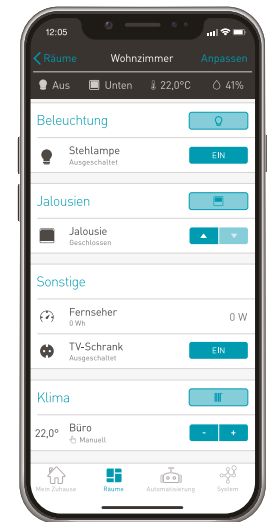 12:05
Räume Wohnzimmer Anpassen
Aus Unten 22,0°C 41%
Beleuchtung
Stehlampe
Ausgeschaltet
EIN
Jalousien
Jalousie
Geschlossen
Sonstige
Fernseher
0 Wh
0 W
TV-Schrank
Ausgeschaltet
EIN
Klima
22,0°
Büro
Manuell
- +
Mein Zuhause Räume Automatisierung System